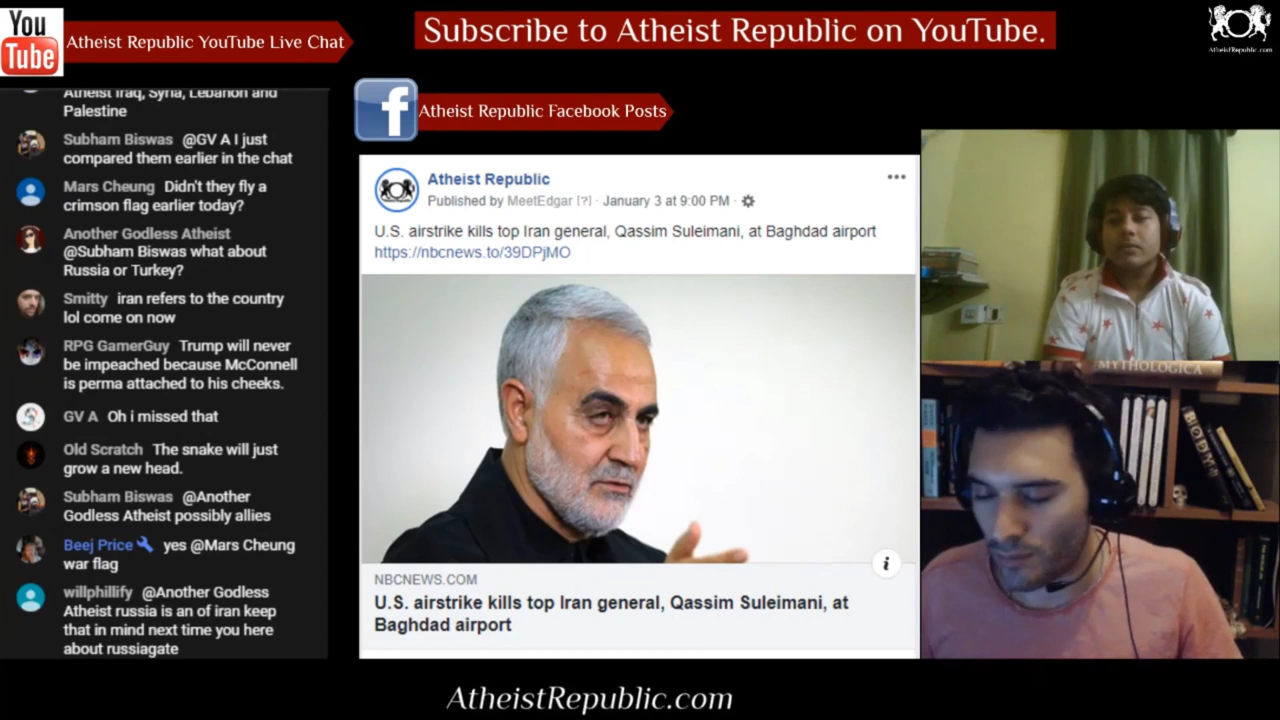 You
Tube
Atheist Republic YouTube Live Chat
Subscribe to Atheist Republic on YouTube.
AtheistRepublic.com
Atheist Iraq, Syria, Lebanon and
Palestine
Subham Biswas @GV A I just
compared them earlier in the chat
Mars Cheung Didn't they fly a
crimson flag earlier today?
Another Godless Atheist
@Subham Biswas what about
Russia or Turkey?
Smitty iran refers to the country
lol come on now
RPG GamerGuy Trump will never
be impeached because McConnell
is perma attached to his cheeks.
GV A Oh i missed that
Old Scratch The snake will just
grow a new head.
Subham Biswas @Another
Godless Atheist possibly allies
Beej Price yes @Mars Cheung
war flag
willphillify @Another Godless
Atheist russia is an of iran keep
that in mind next time you here
about russiagate
f
Atheist Republic Facebook Posts
Atheist Republic
Published by MeetEdgar [?] · January 3 at 9:00 PM ·
U.S. airstrike kills top Iran general, Qassim Suleimani, at Baghdad airport
https://nbcnews.to/39DPjMO
i
NBCNEWS.COM
U.S. airstrike kills top Iran general, Qassim Suleimani, at
Baghdad airport
MYTHOLOGICA
AtheistRepublic.com